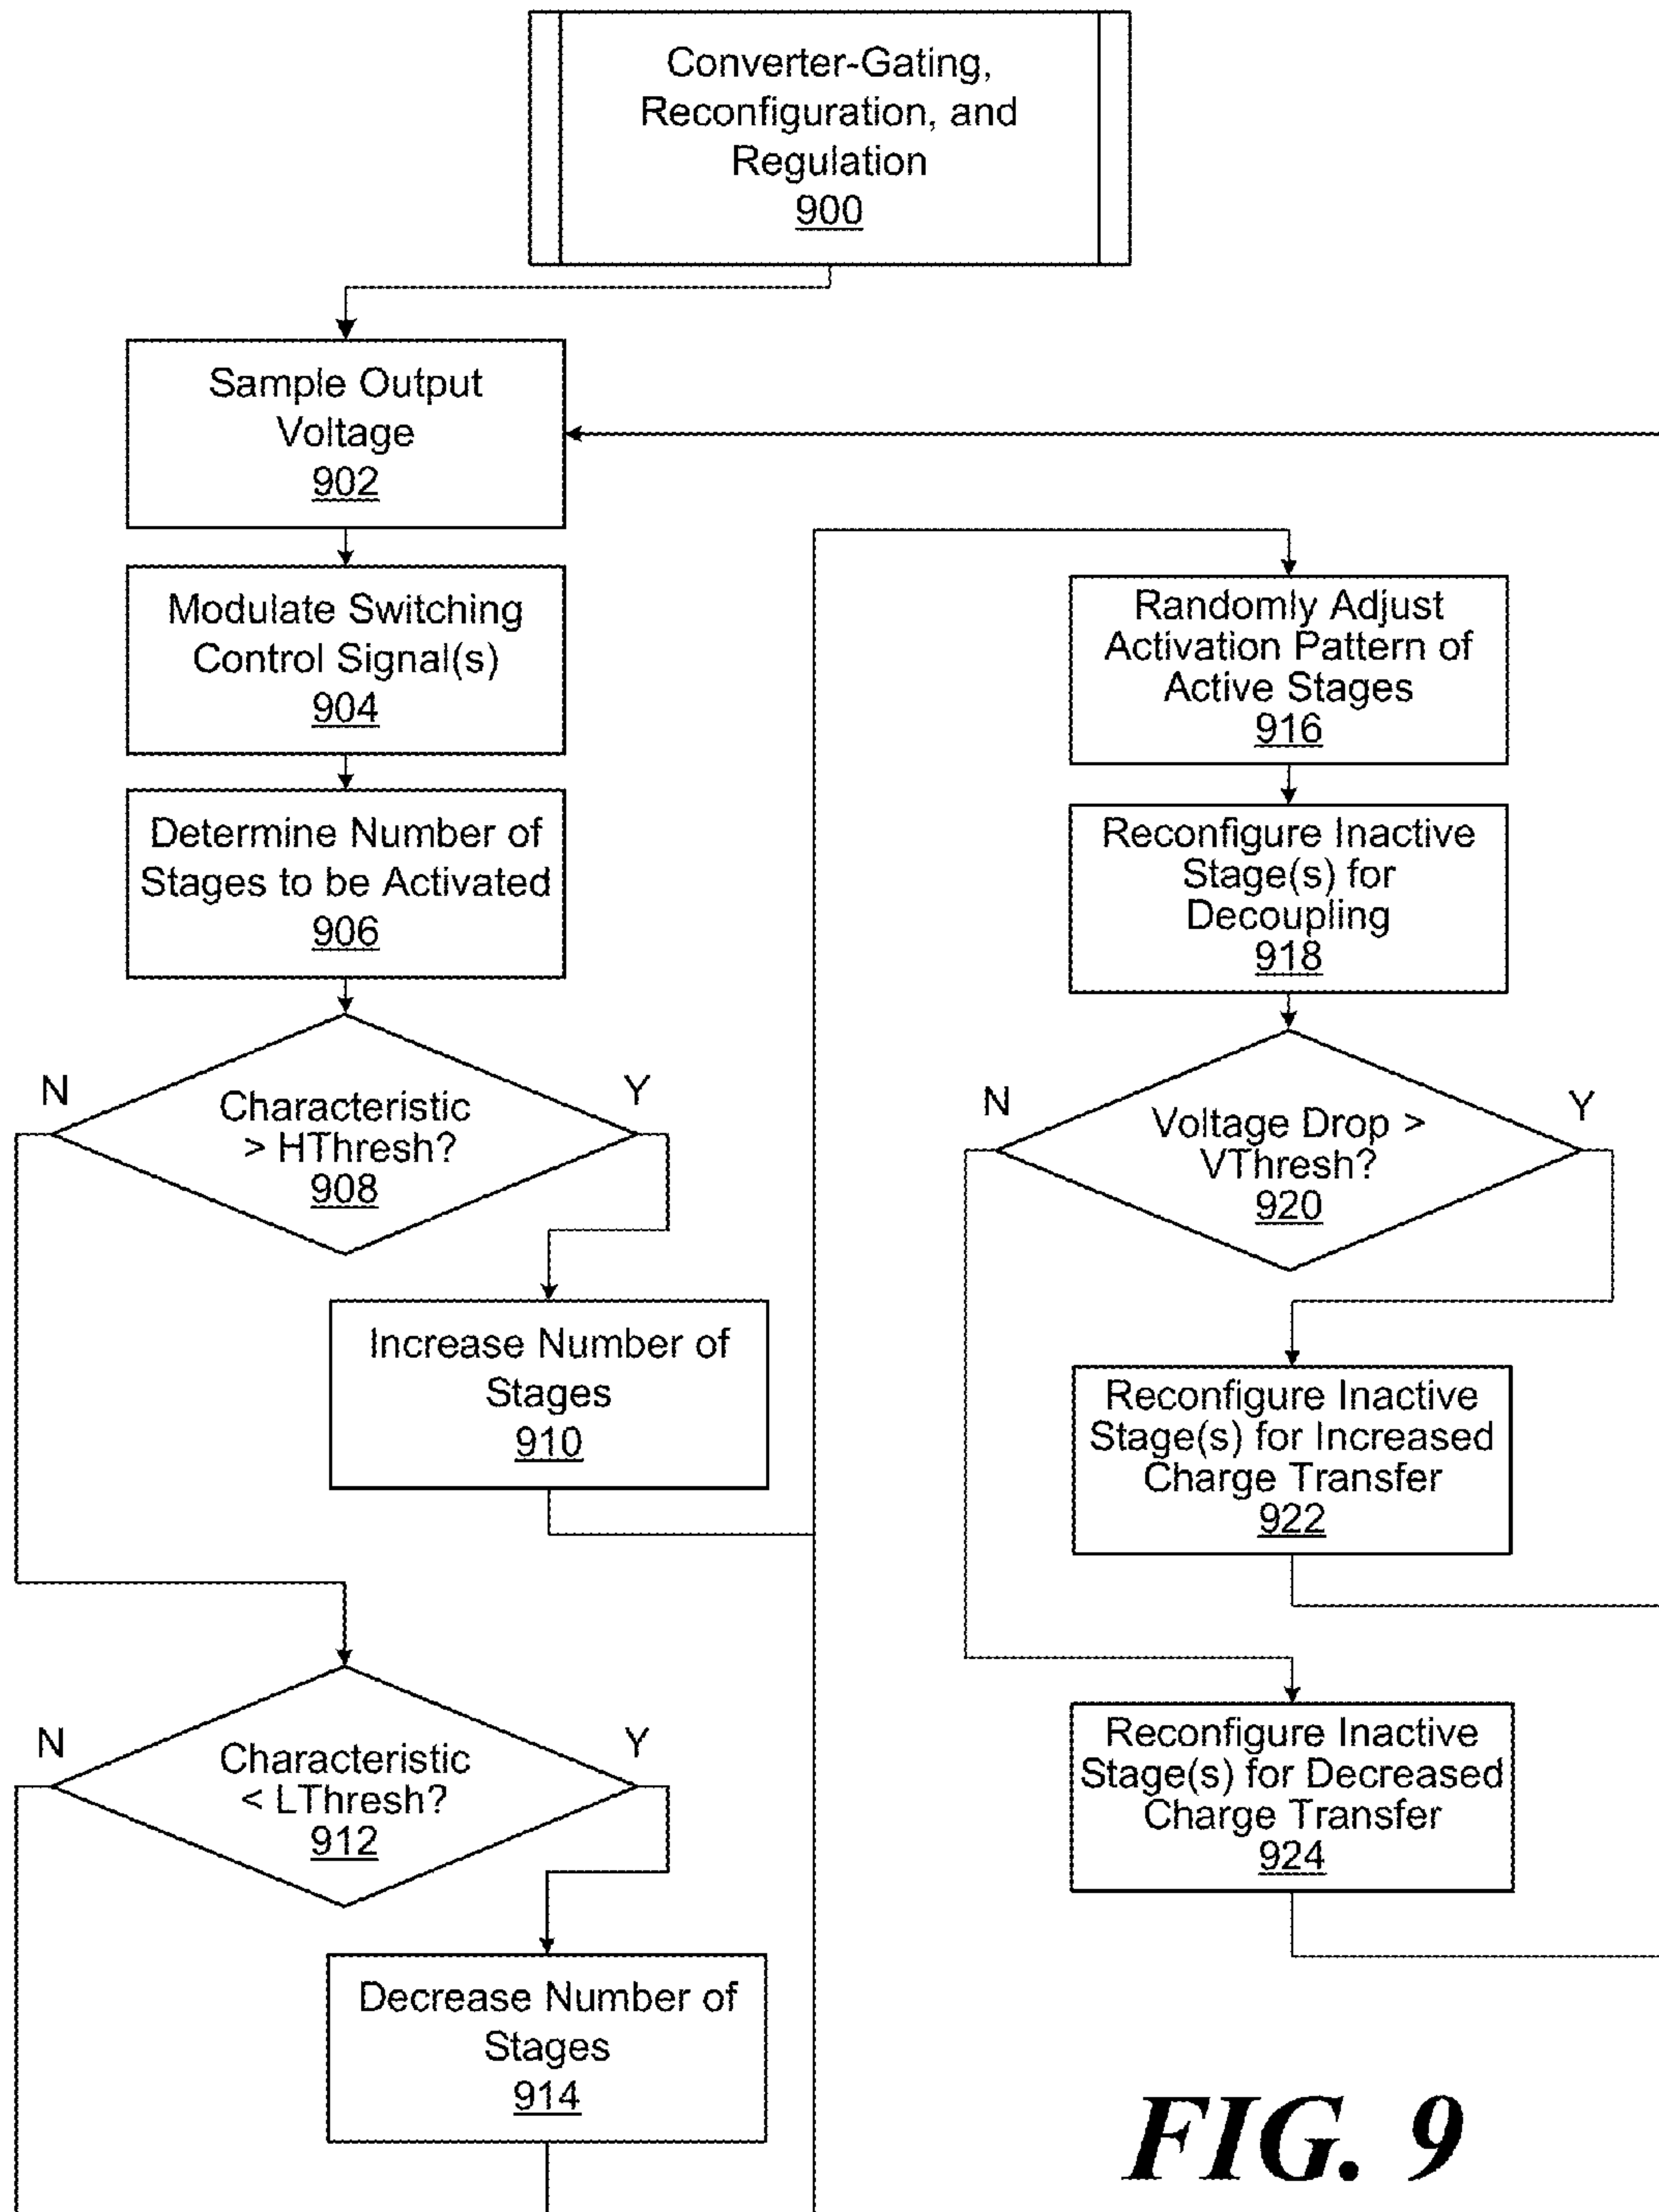 Converter-Gating,
Reconfiguration, and
Regulation
900
Sample Output
Voltage
902
Modulate Switching
Control Signal(s)
904
Determine Number of
Stages to be Activated
906
N
Y
Characteristic
> HThresh?
908
Increase Number of
Stages
910
N
Y
Characteristic
< LThresh?
912
Decrease Number of
Stages
914
Randomly Adjust
Activation Pattern of
Active Stages
916
Reconfigure Inactive
Stage(s) for
Decoupling
918
N
Y
Voltage Drop >
VThresh?
920
Reconfigure Inactive
Stage(s) for Increased
Charge Transfer
922
Reconfigure Inactive
Stage(s) for Decreased
Charge Transfer
924
FIG. 9